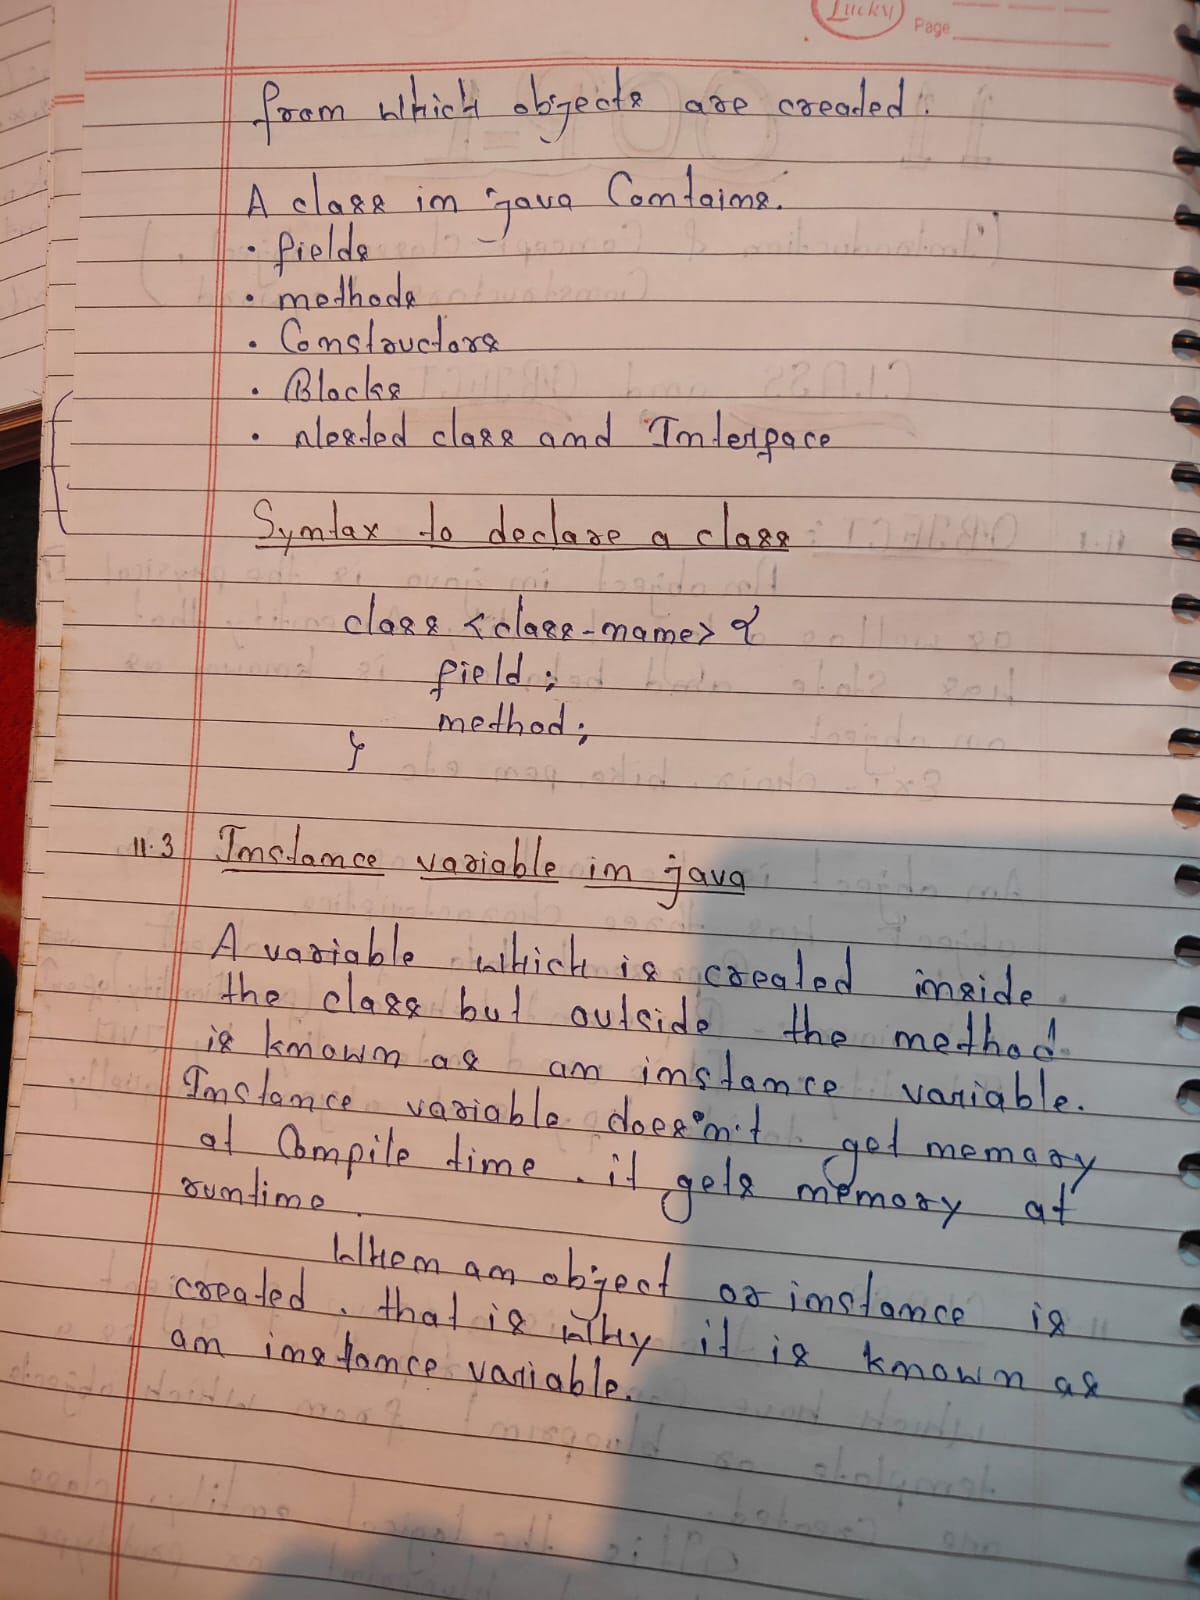 Lucky
Page
from which objects are created.
A class in java Contains.
• fields
• methods
• Constructors
• Blocks
• Nested class and Interface
Syntax to declare a class
class <class-name> {
field;
method;
}
11.3 Instance variable in java
A variable which is created inside
the class but outside the method
is known as an instance variable.
Instance variable doesn't get memory
at Compile time. it gets memory at
runtime.
When an object or instance is
created. that is why it is known as
an instance variable.